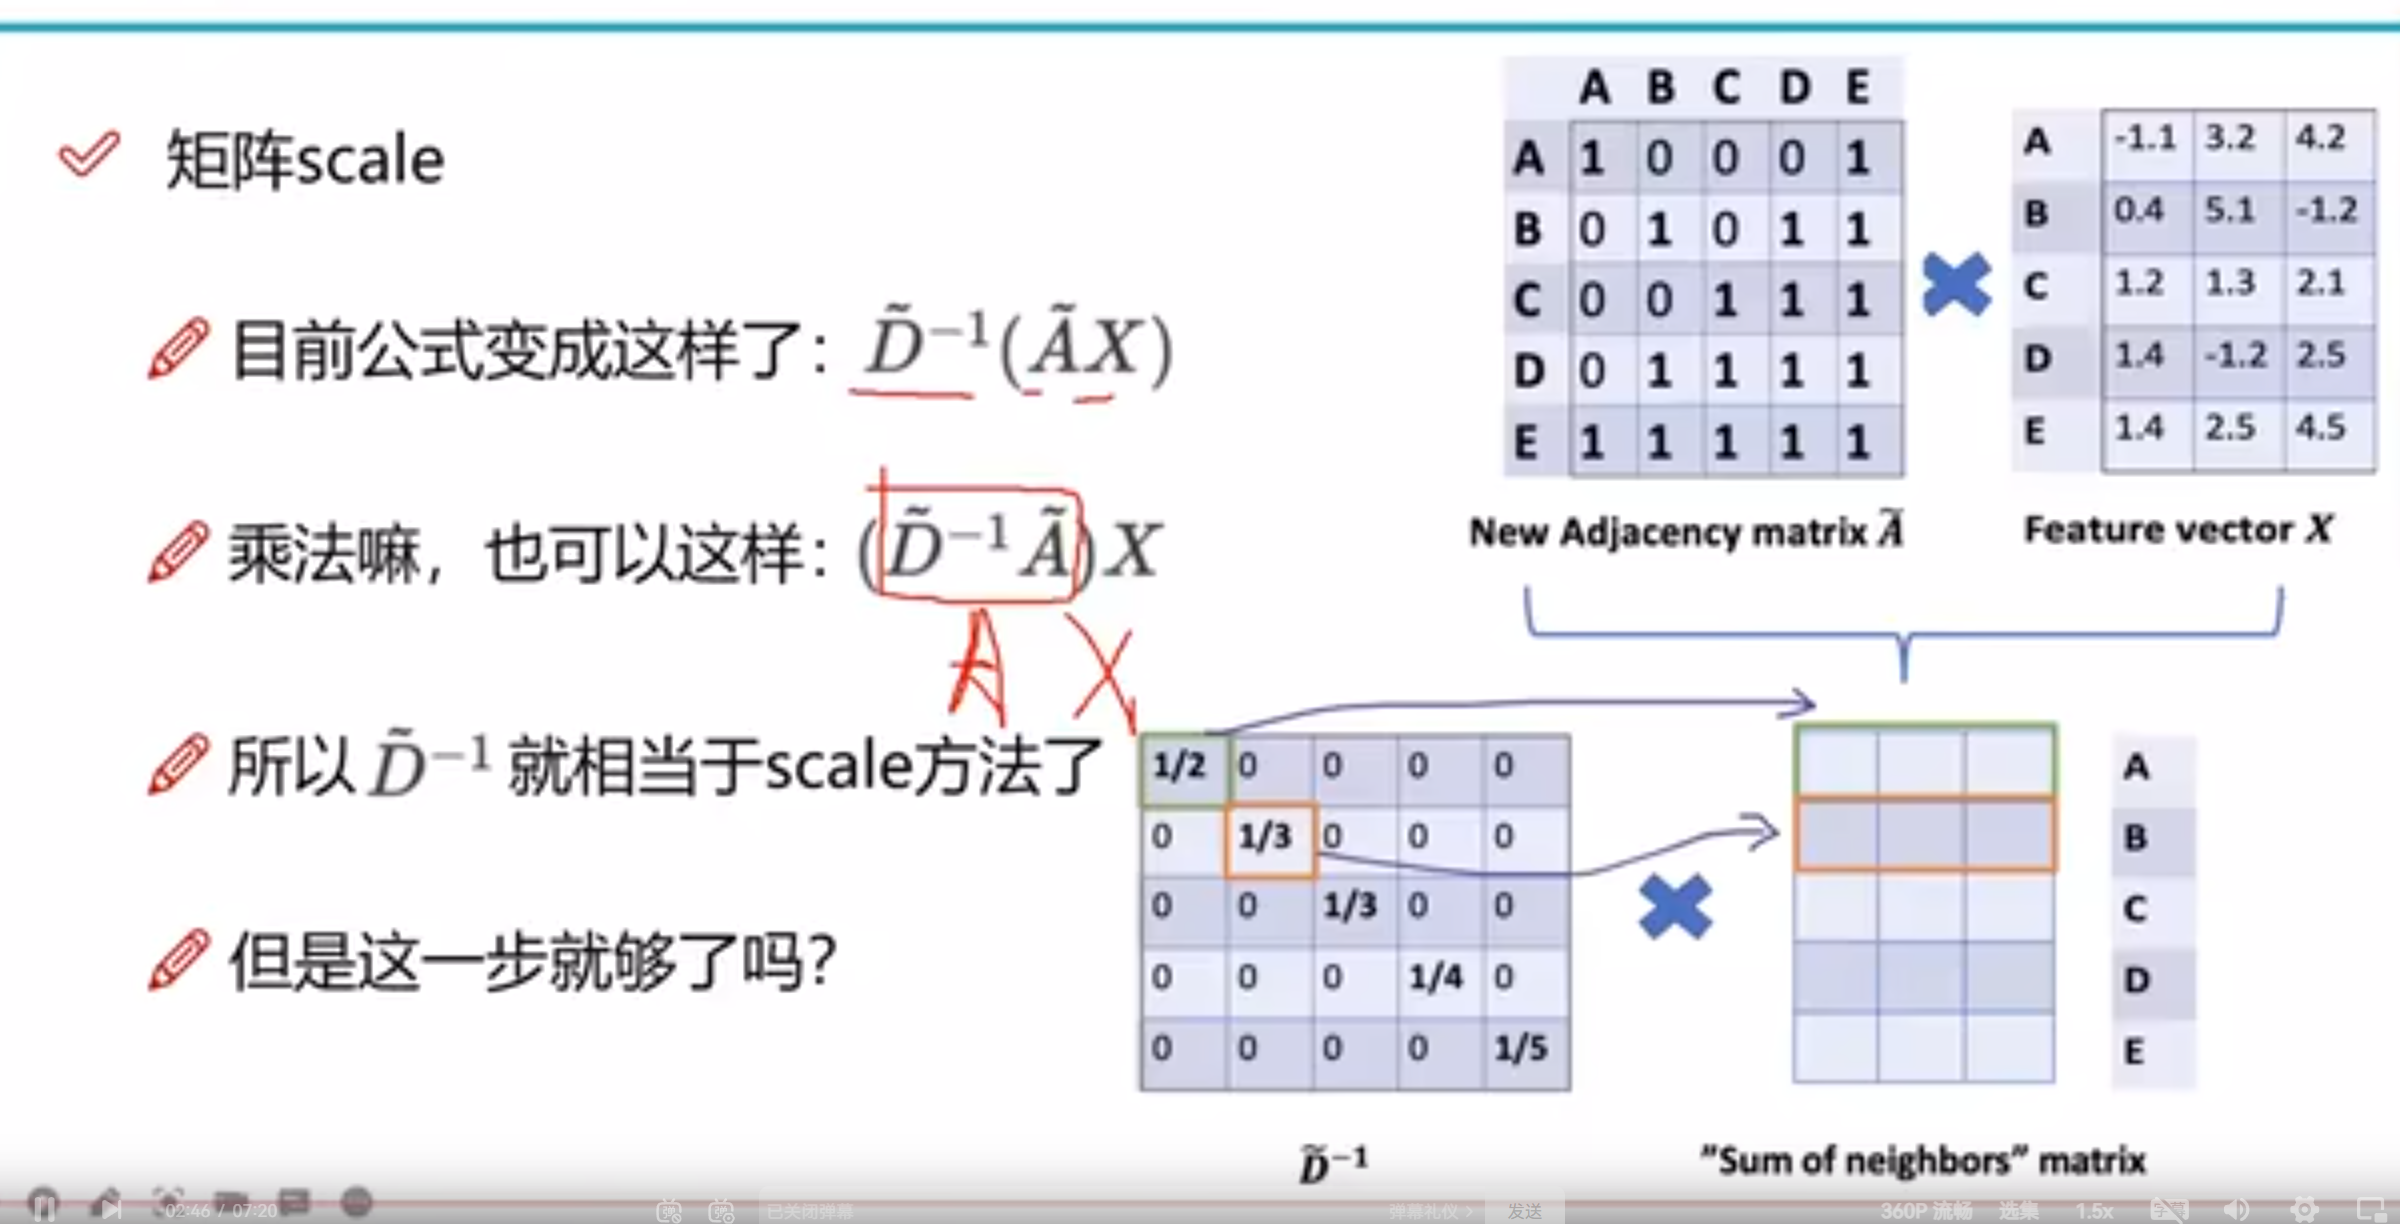 矩阵scale
目前公式变成这样了: D̃⁻¹(ÃX)
乘法嘛，也可以这样: (D̃⁻¹Ã)X
A X
所以 D̃⁻¹ 就相当于scale方法了
但是这一步就够了吗?
A B C D E
A 1 0 0 0 1
B 0 1 0 1 1
C 0 0 1 1 1
D 0 1 1 1 1
E 1 1 1 1 1
New Adjacency matrix Ã
A -1.1 3.2 4.2
B 0.4 5.1 -1.2
C 1.2 1.3 2.1
D 1.4 -1.2 2.5
E 1.4 2.5 4.5
Feature vector X
1/2 0 0 0 0
0 1/3 0 0 0
0 0 1/3 0 0
0 0 0 1/4 0
0 0 0 0 1/5
D̃⁻¹
A
B
C
D
E
"Sum of neighbors" matrix
02:46 / 07:20
已关闭弹幕
弹幕礼仪 >
发送
360P 流畅
选集
1.5x